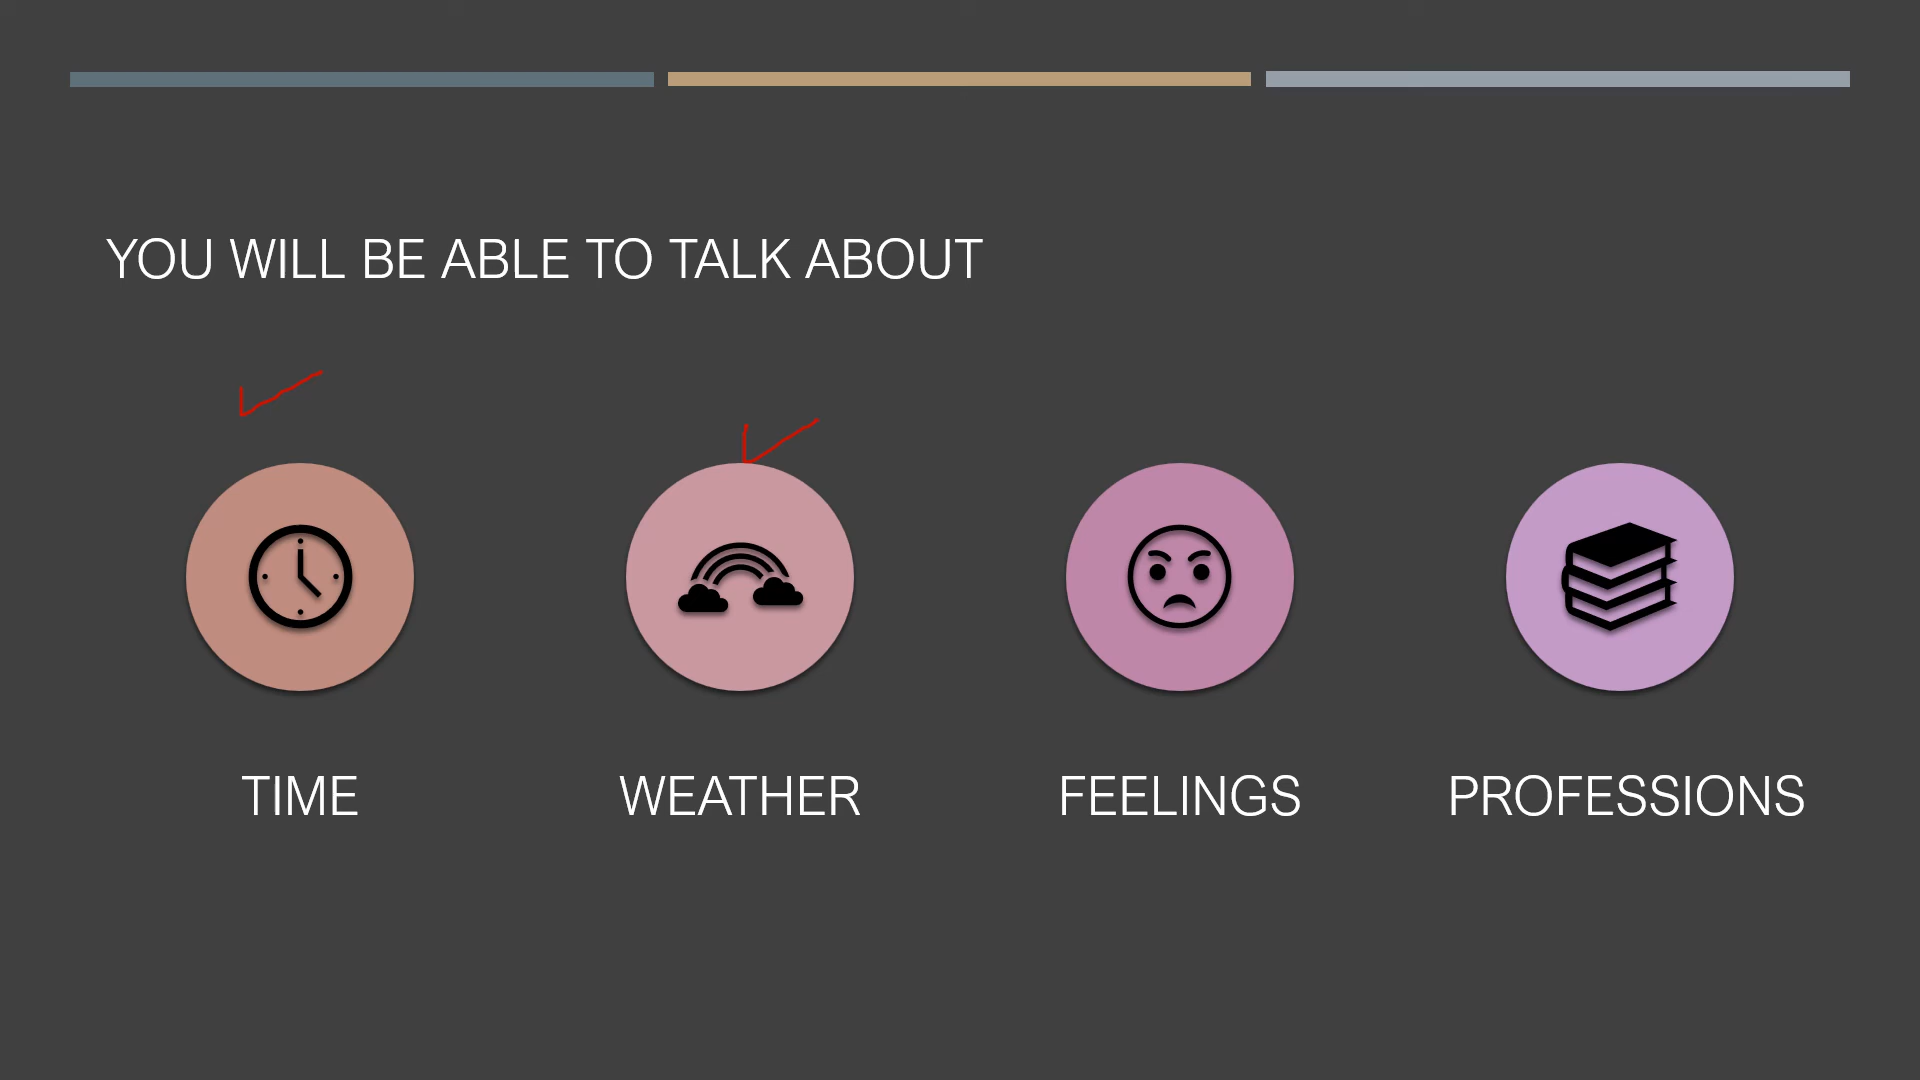 YOU WILL BE ABLE TO TALK ABOUT
TIME
WEATHER
FEELINGS
PROFESSIONS